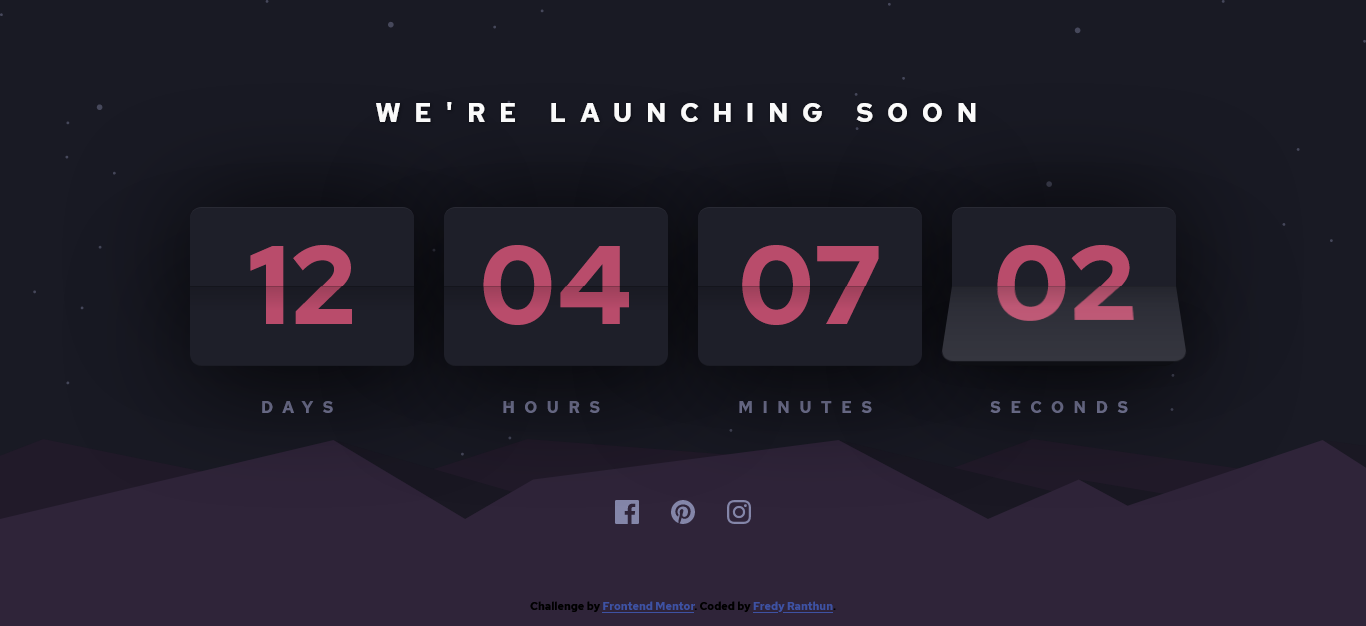 WE'RE LAUNCHING SOON
12 04 07 02
DAYS HOURS MINUTES SECONDS
Challenge by Frontend Mentor. Coded by Fredy Ranthun.